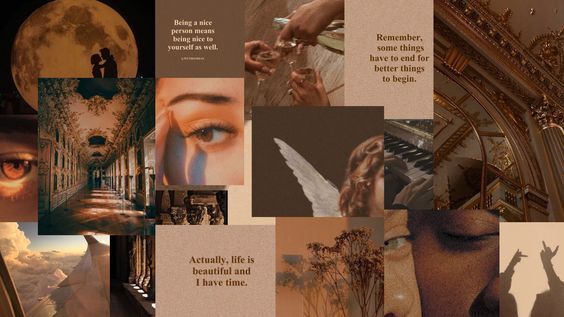 Being a nice
person means
being nice to
yourself as well.
Remember,
some things
have to end for
better things
to begin.
Actually, life is
beautiful and
I have time.